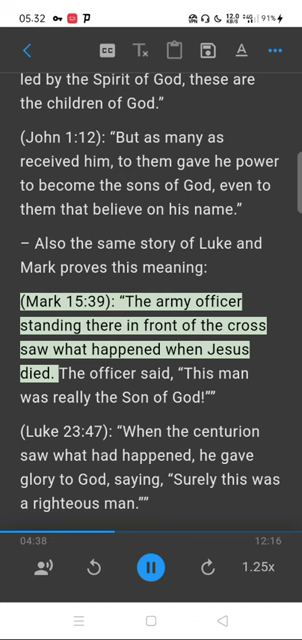 05.32
12.0
KB/S
91%
CC
led by the Spirit of God, these are
the children of God.”
(John 1:12): “But as many as
received him, to them gave he power
to become the sons of God, even to
them that believe on his name.”
– Also the same story of Luke and
Mark proves this meaning:
(Mark 15:39): “The army officer
standing there in front of the cross
saw what happened when Jesus
died. The officer said, “This man
was really the Son of God!””
(Luke 23:47): “When the centurion
saw what had happened, he gave
glory to God, saying, “Surely this was
a righteous man.””
04:38 12:16
1.25x